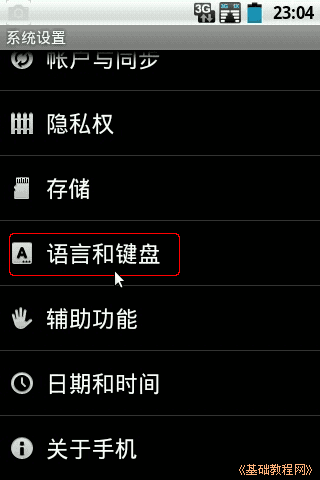 3G 3G 1X 23:04
系统设置
帐户与同步
隐私权
存储
语言和键盘
辅助功能
日期和时间
关于手机
《基础教程网》